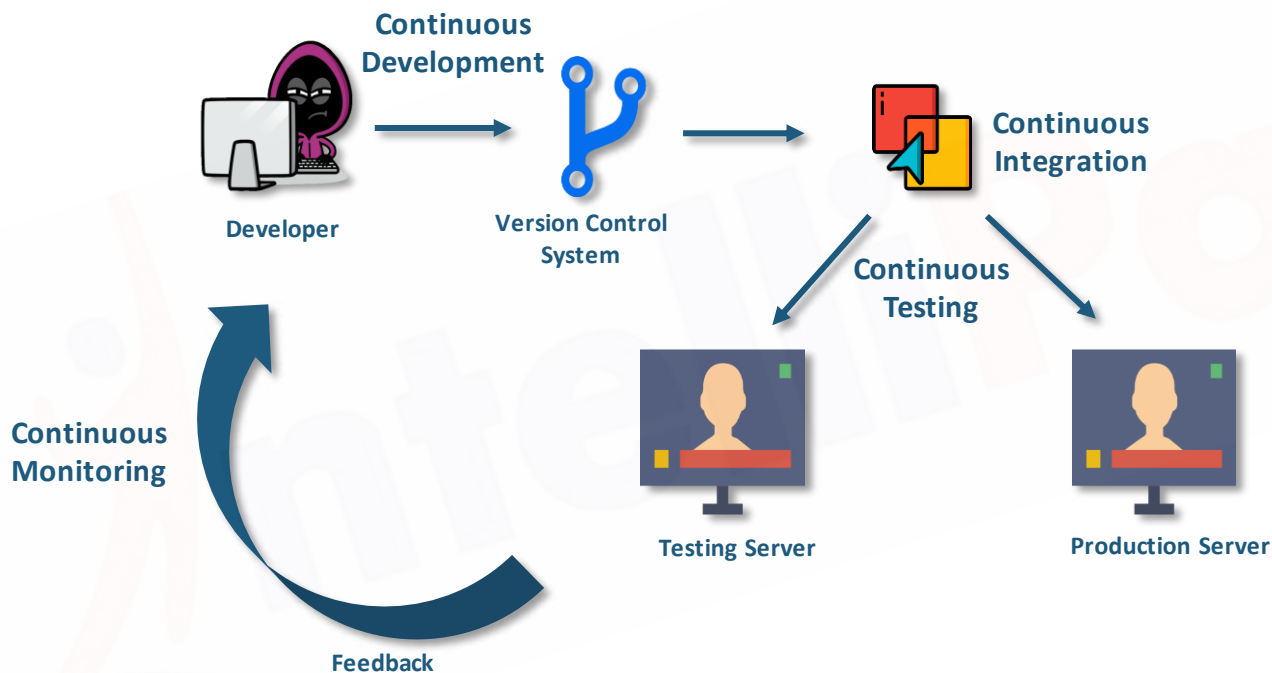 Continuous
Development
Developer
Version Control
System
Continuous
Integration
Continuous
Testing
Testing Server
Production Server
Continuous
Monitoring
Feedback